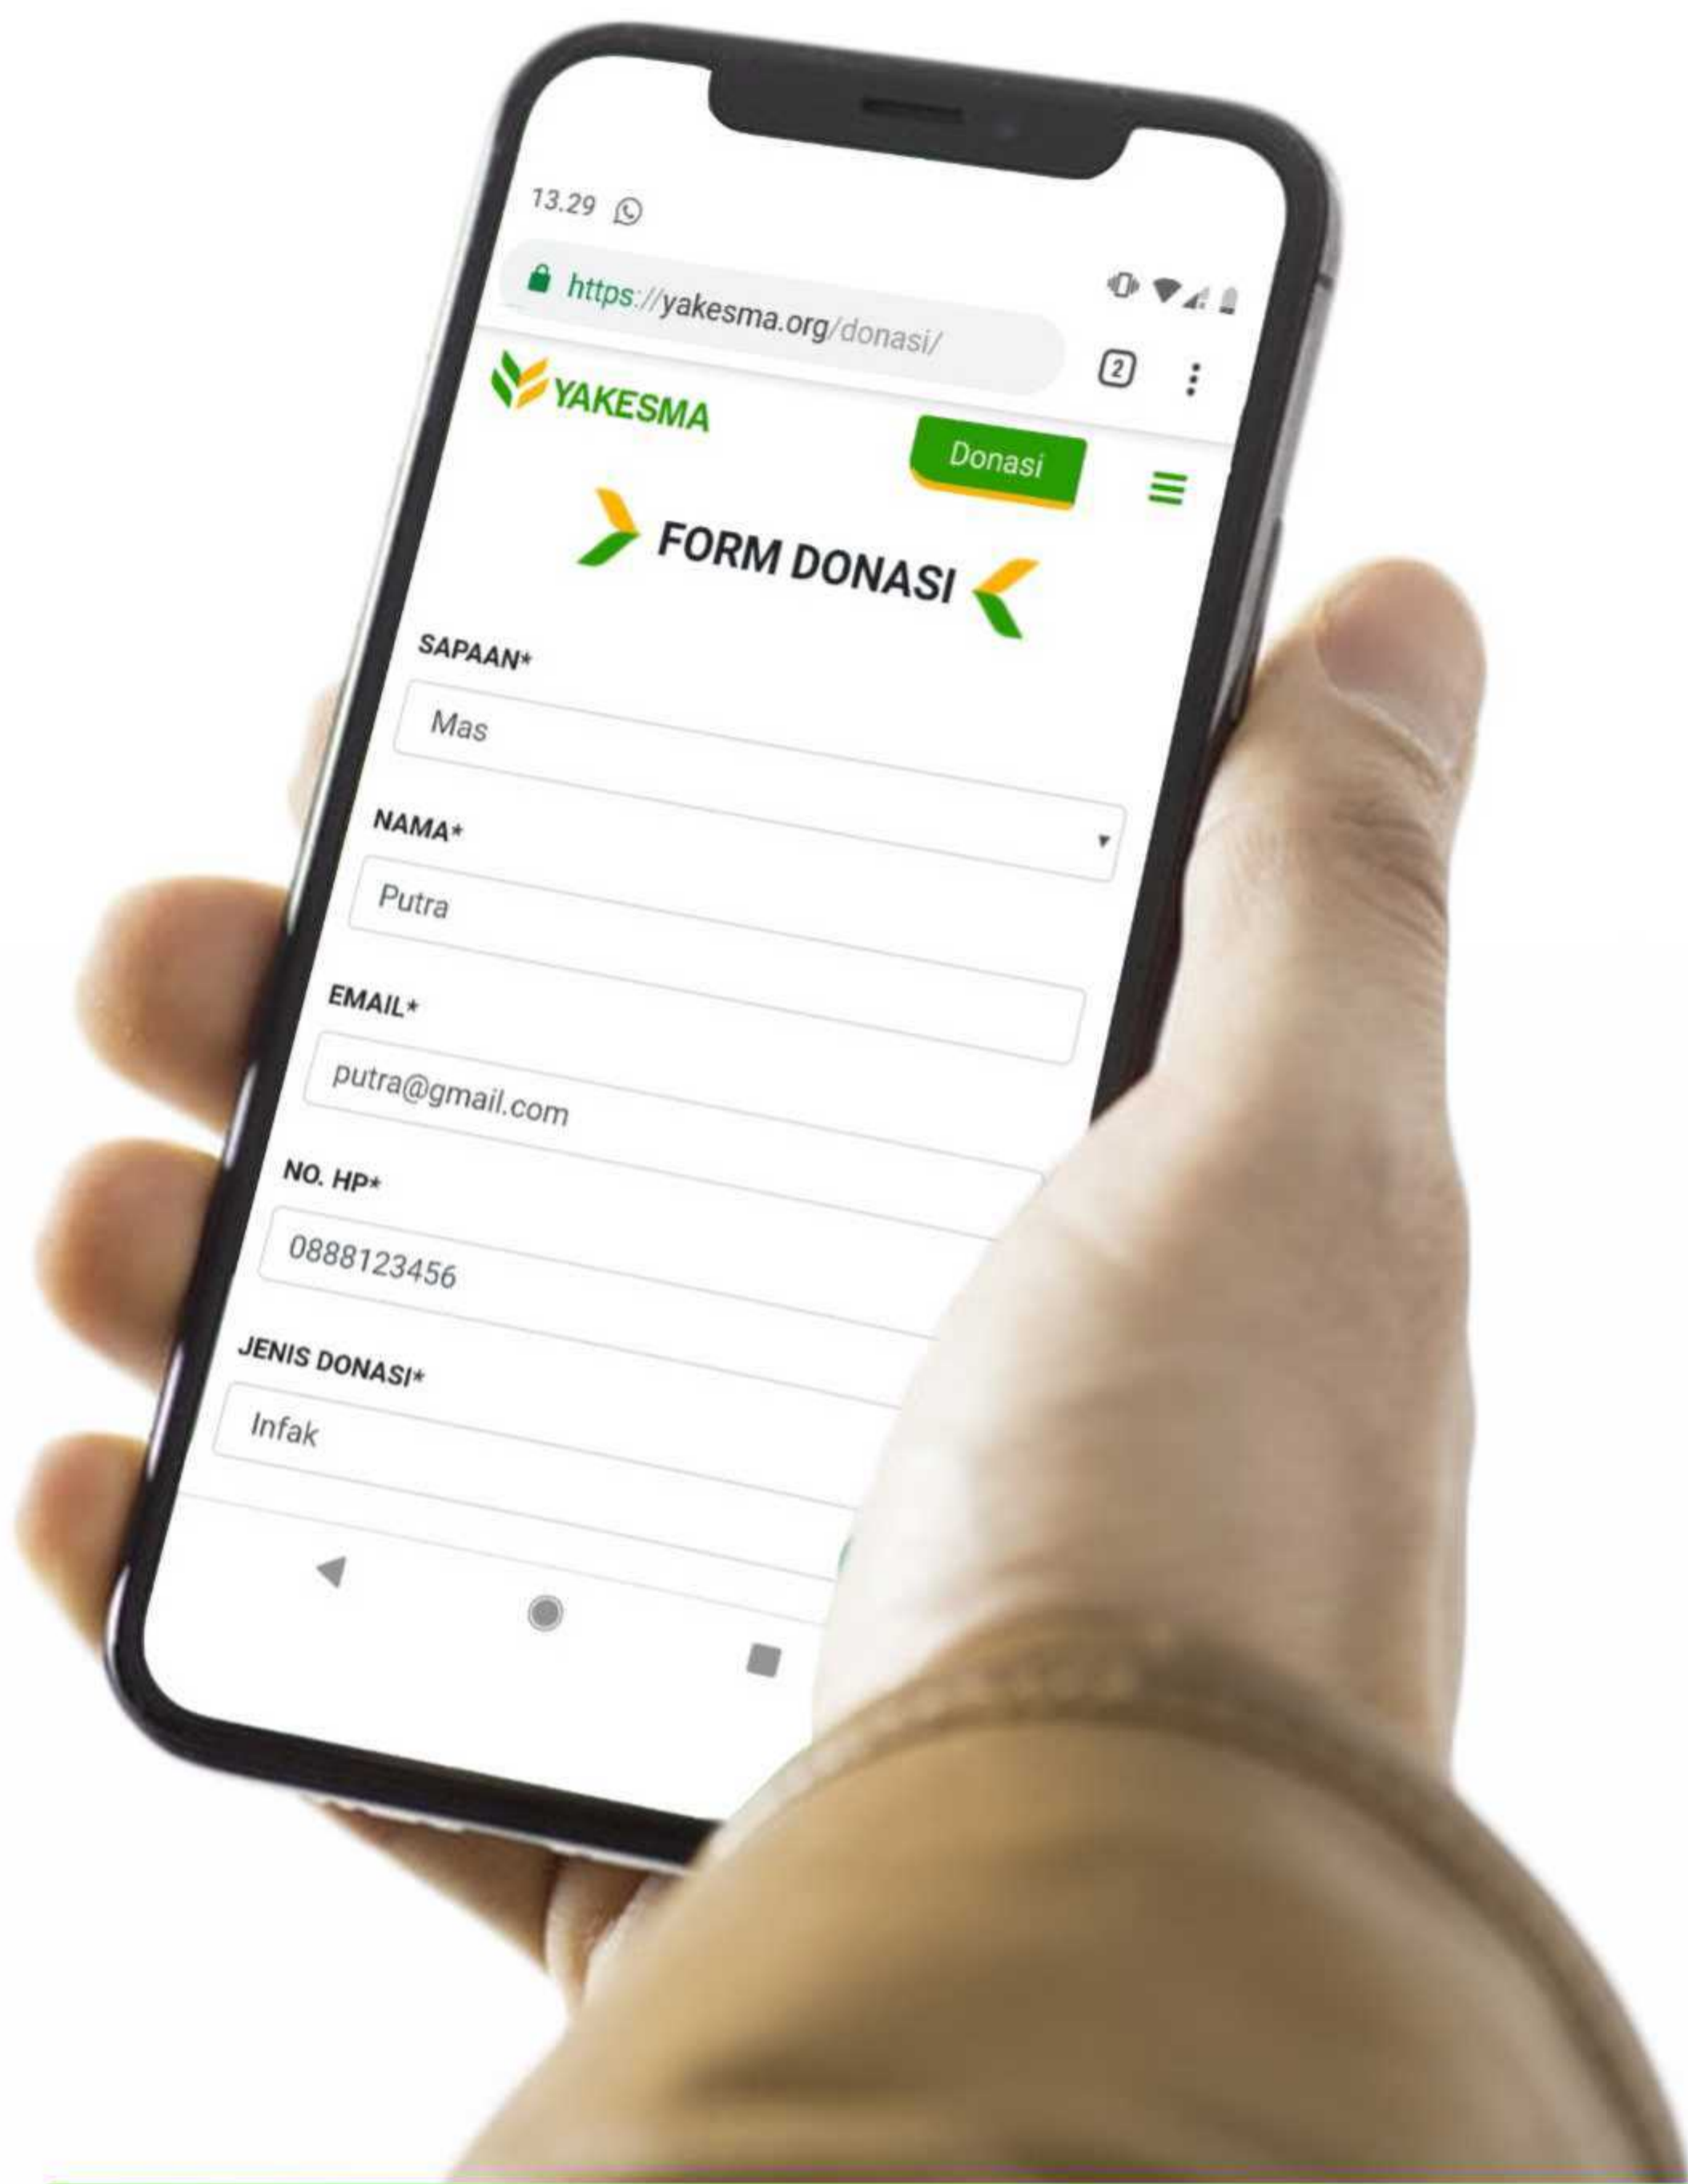 13.29
https://yakesma.org/donasi/
2
YAKESMA
Donasi
FORM DONASI
SAPAAN*
Mas
NAMA*
Putra
EMAIL*
putra@gmail.com
NO. HP*
0888123456
JENIS DONASI*
Infak